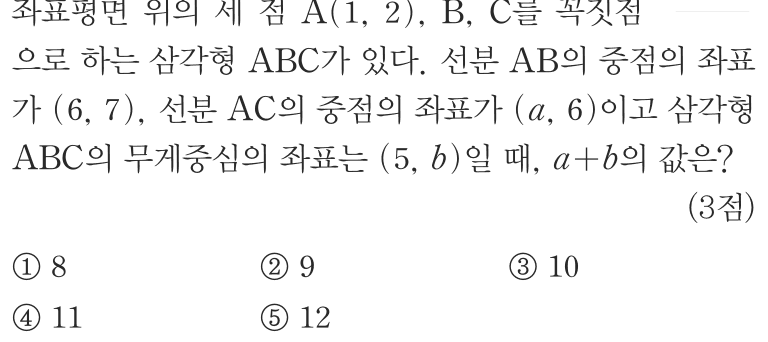 좌표평면 위의 세 점 A(1, 2), B, C를 꼭짓점
으로 하는 삼각형 ABC가 있다. 선분 AB의 중점의 좌표
가 (6, 7), 선분 AC의 중점의 좌표가 (a, 6)이고 삼각형
ABC의 무게중심의 좌표는 (5, b)일 때, a+b의 값은?
(3점)
① 8 ② 9 ③ 10
④ 11 ⑤ 12